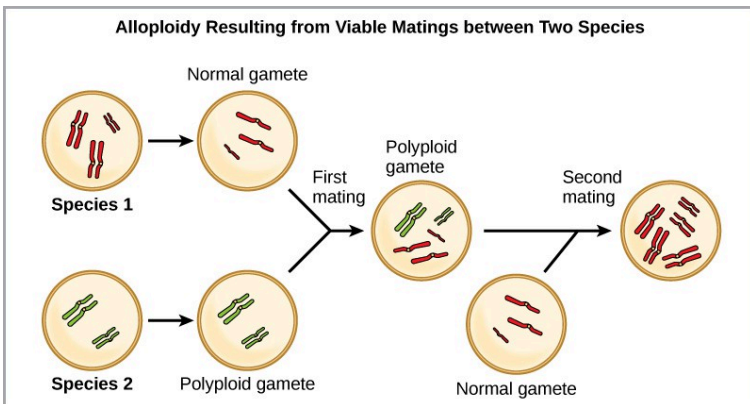 Alloploidy Resulting from Viable Matings between Two Species
Normal gamete
Species 1
First
mating
Polyploid
gamete
Second
mating
Species 2
Polyploid gamete
Normal gamete